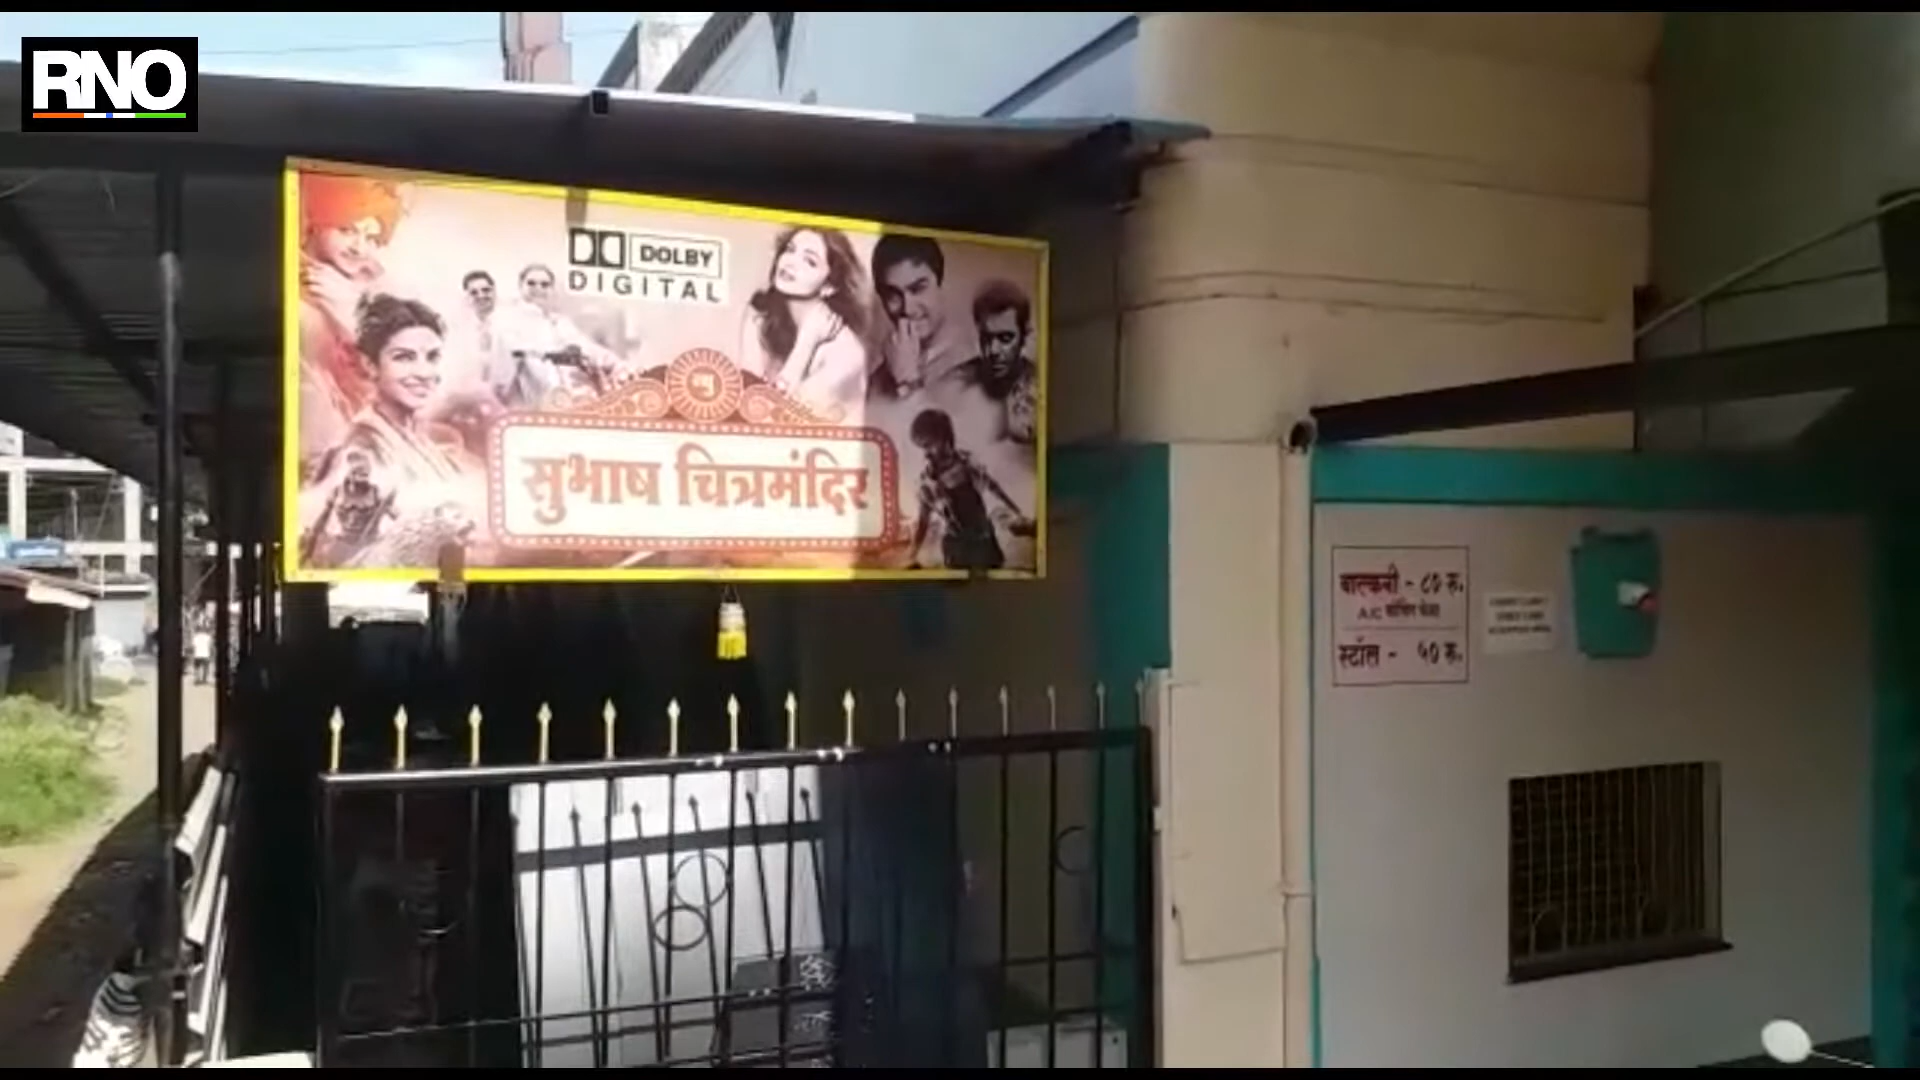 RNO
DOLBY
DIGITAL
न्यु
सुभाष चित्रमंदिर
बाल्कनी - ८० रु.
A/C
स्टॉल - ५० रु.